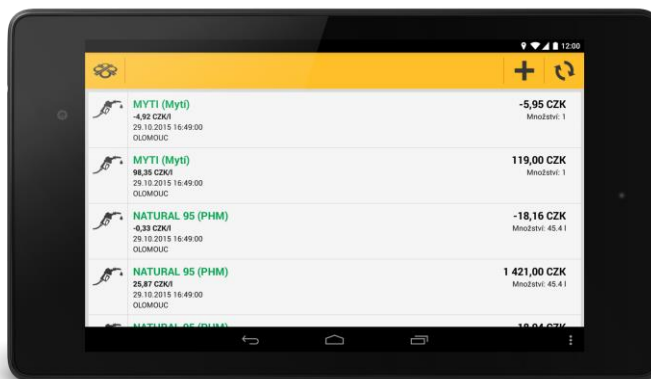 12:00
MYTI (Mytí)
-5,95 CZK
-4,92 CZK/l
Množství: 1
29.10.2015 16:49:00
OLOMOUC
MYTI (Mytí)
119,00 CZK
98,35 CZK/l
Množství: 1
29.10.2015 16:49:00
OLOMOUC
NATURAL 95 (PHM)
-18,16 CZK
-0,33 CZK/l
Množství: 45.4 l
29.10.2015 16:49:00
OLOMOUC
NATURAL 95 (PHM)
1 421,00 CZK
25,87 CZK/l
Množství: 45.4 l
29.10.2015 16:49:00
OLOMOUC
NATURAL 95 (PHM)